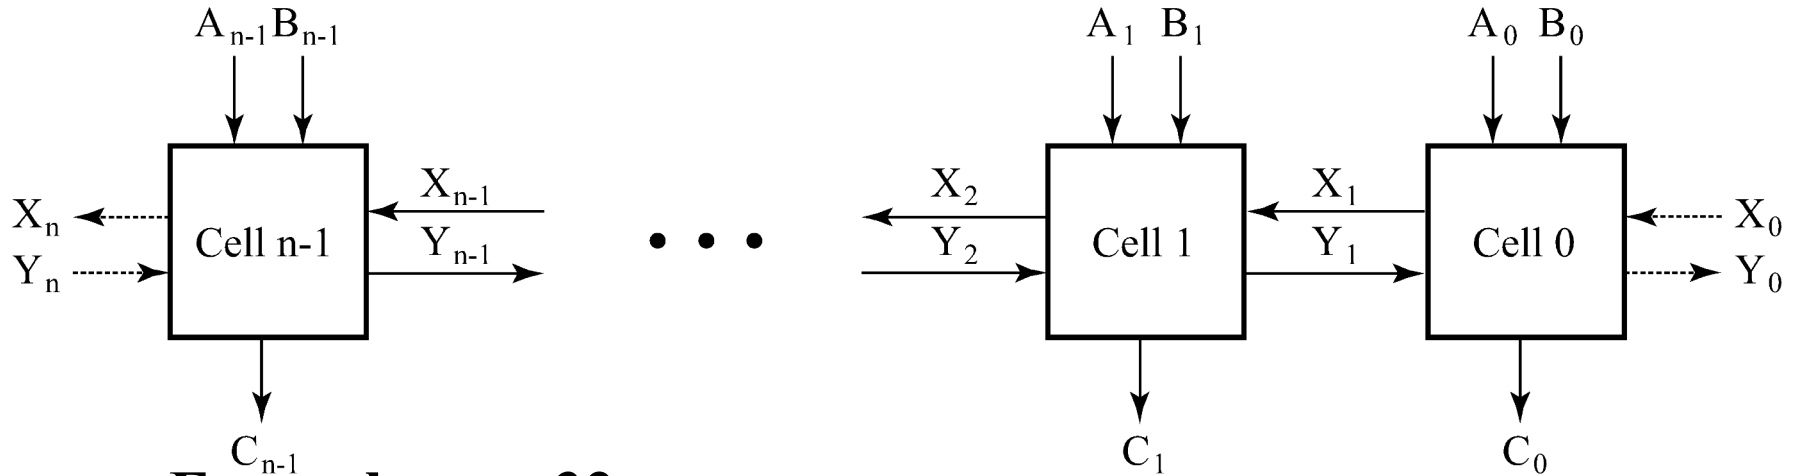 A n-1 B n-1 A 1 B 1 A 0 B 0
X n-1 X 2 X 1
X n X 0
Cell n-1 Cell 1 Cell 0
Y n-1 Y 2 Y 1
Y n Y 0
C n-1 C 1 C 0